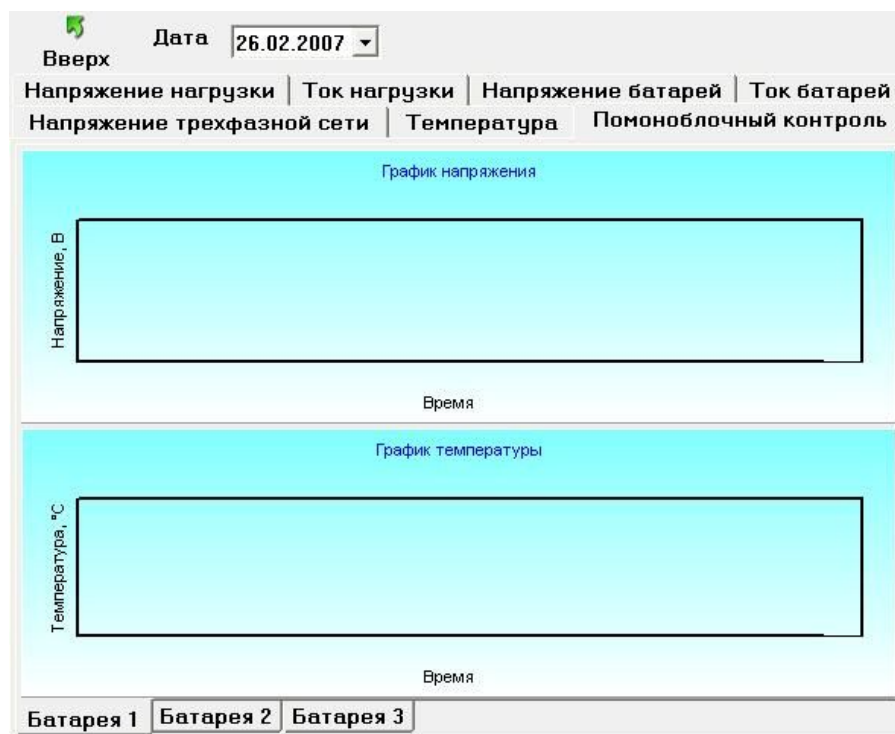 Вверх
Дата 26.02.2007
Напряжение нагрузки Ток нагрузки Напряжение батарей Ток батарей
Напряжение трехфазной сети Температура Помоноблочный контроль
График напряжения
Напряжение, В
Время
График температуры
Температура, °С
Время
Батарея 1 Батарея 2 Батарея 3